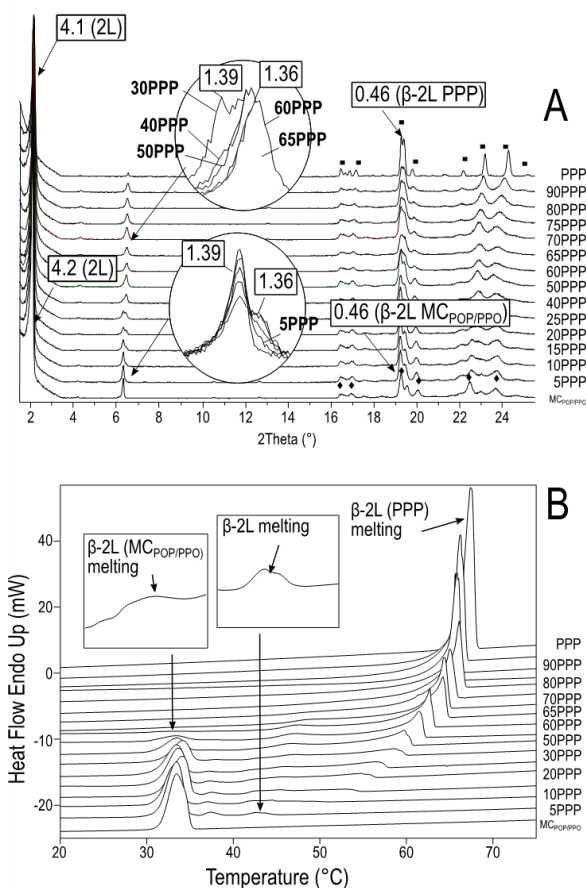 4.1 (2L)
1.39
1.36
30PPP
60PPP
40PPP
65PPP
50PPP
0.46 (β-2L PPP)
A
PPP
90PPP
80PPP
75PPP
70PPP
65PPP
60PPP
50PPP
40PPP
25PPP
20PPP
15PPP
10PPP
5PPP
MCPOP/PPO
4.2 (2L)
1.39
1.36
5PPP
0.46 (β-2L MCPOP/PPO)
2 4 6 8 10 12 14 16 18 20 22 24
2Theta (°)
B
β-2L (MCPOP/PPO)
melting
β-2L melting
β-2L (PPP)
melting
Heat Flow Endo Up (mW)
40
20
0
-10
-20
PPP
90PPP
80PPP
70PPP
65PPP
60PPP
50PPP
30PPP
20PPP
10PPP
5PPP
MCPOP/PPO
20 30 40 50 60 70
Temperature (°C)